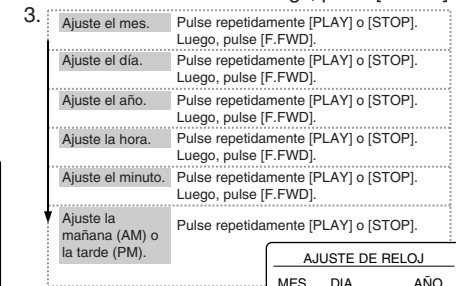 3.
Ajuste el mes. Pulse repetidamente [PLAY] o [STOP].
Luego, pulse [F.FWD].
Ajuste el día. Pulse repetidamente [PLAY] o [STOP].
Luego, pulse [F.FWD].
Ajuste el año. Pulse repetidamente [PLAY] o [STOP].
Luego, pulse [F.FWD].
Ajuste la hora. Pulse repetidamente [PLAY] o [STOP].
Luego, pulse [F.FWD].
Ajuste el minuto. Pulse repetidamente [PLAY] o [STOP].
Luego, pulse [F.FWD].
Ajuste la
mañana (AM) o
la tarde (PM).
Pulse repetidamente [PLAY] o [STOP].
AJUSTE DE RELOJ
MES DIA AÑO